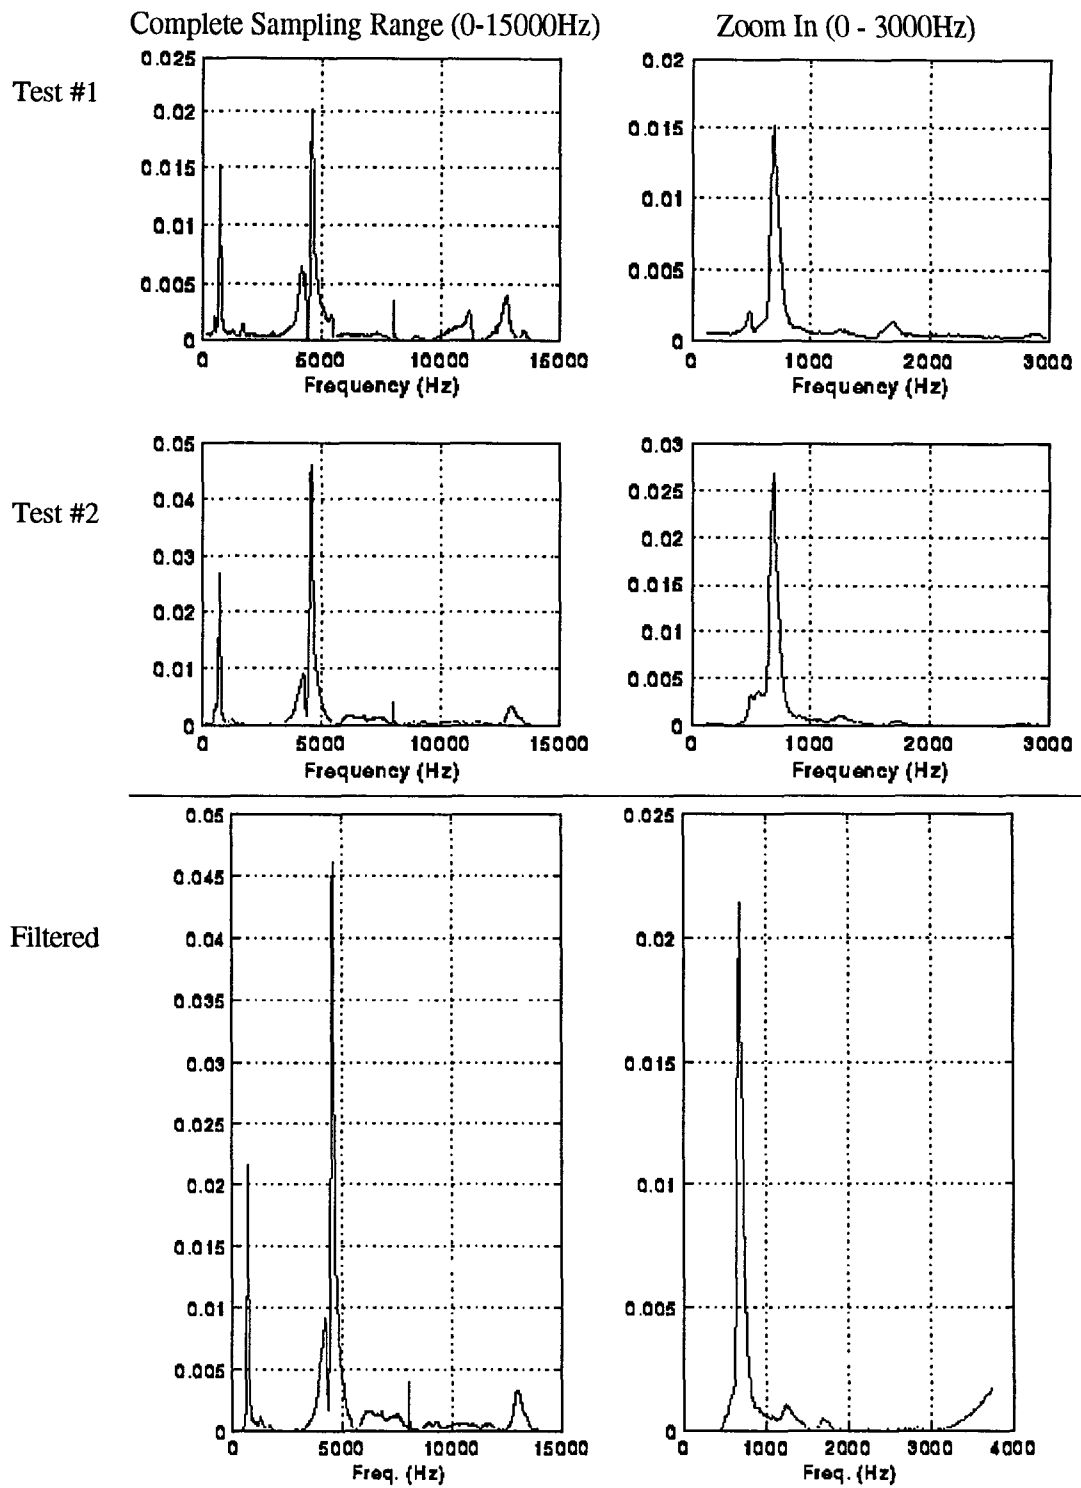 Complete Sampling Range (0-15000Hz)
Zoom In (0 - 3000Hz)
Test #1
0.025
0.02
0.015
0.01
0.005
0
0 5000 10000 15000
Frequency (Hz)
0.02
0.015
0.01
0.005
0
0 1000 2000 3000
Frequency (Hz)
Test #2
0.05
0.04
0.03
0.02
0.01
0
0 5000 10000 15000
Frequency (Hz)
0.03
0.025
0.02
0.015
0.01
0.005
0
0 1000 2000 3000
Frequency (Hz)
Filtered
0.05
0.045
0.04
0.035
0.03
0.025
0.02
0.015
0.01
0.005
0
0 5000 10000 15000
Freq. (Hz)
0.025
0.02
0.015
0.01
0.005
0
0 1000 2000 3000 4000
Freq. (Hz)